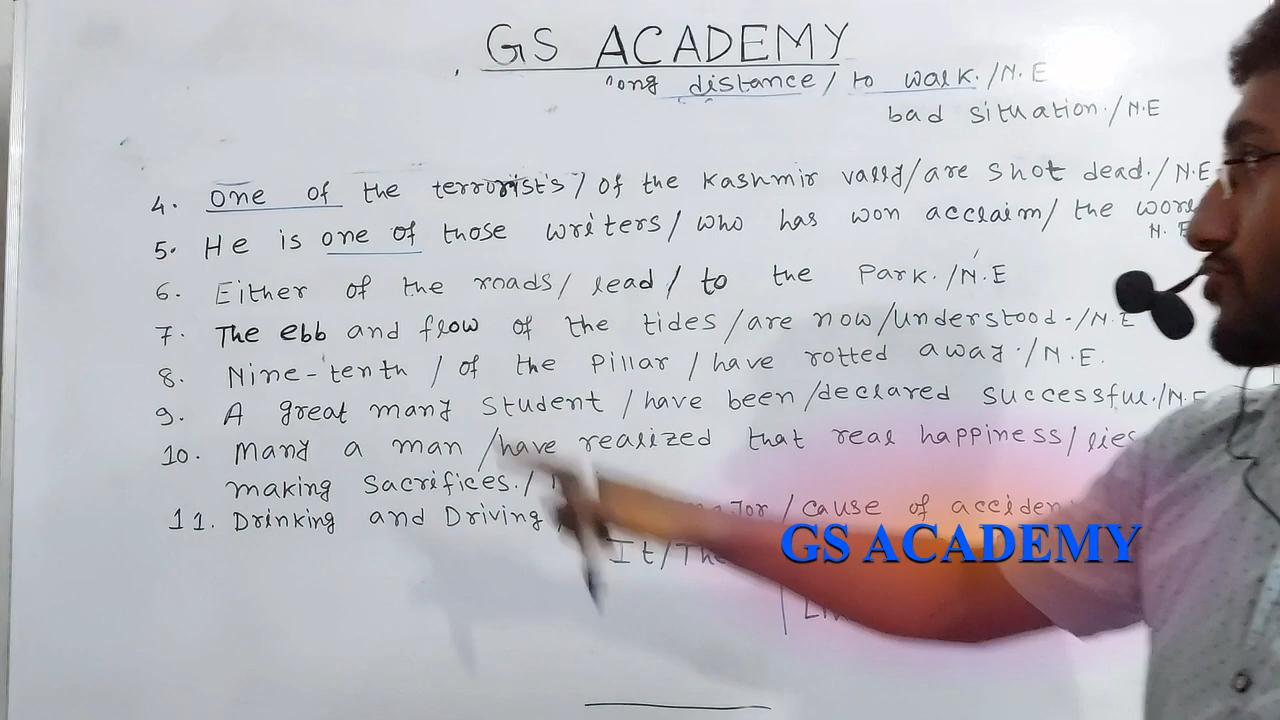 GS ACADEMY
long distance / to walk. / N.E
bad situation. / N.E
4. One of the terrorist's / of the Kashmir vally / are shot dead. / N.E
5. He is one of those writers / who has won acclaim / the
N.E
6. Either of the roads / lead / to the Park. / N.E
7. The ebb and flow of the tides / are now / understood. / N.E
8. Nine-tenth / of the Pillar / have rotted away. / N.E.
9. A great many student / have been / declared successful. / N.E
10. Many a man / have realized that real happiness / lies
making sacrifices. /
11. Drinking and Driving / cause of
GS ACADEMY
It /